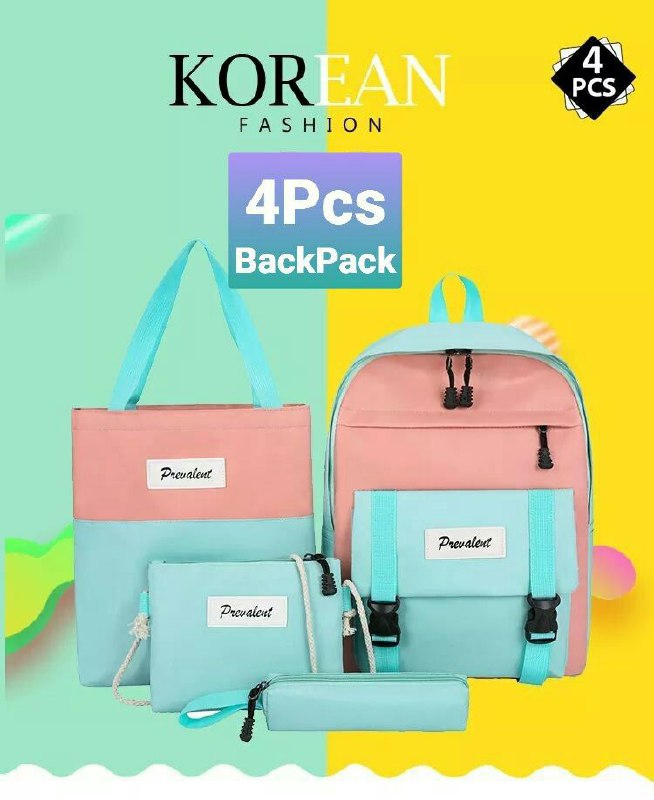 KOREAN
FASHION
4
PCS
4Pcs
BackPack
Prevalent
Prevalent
Prevalent